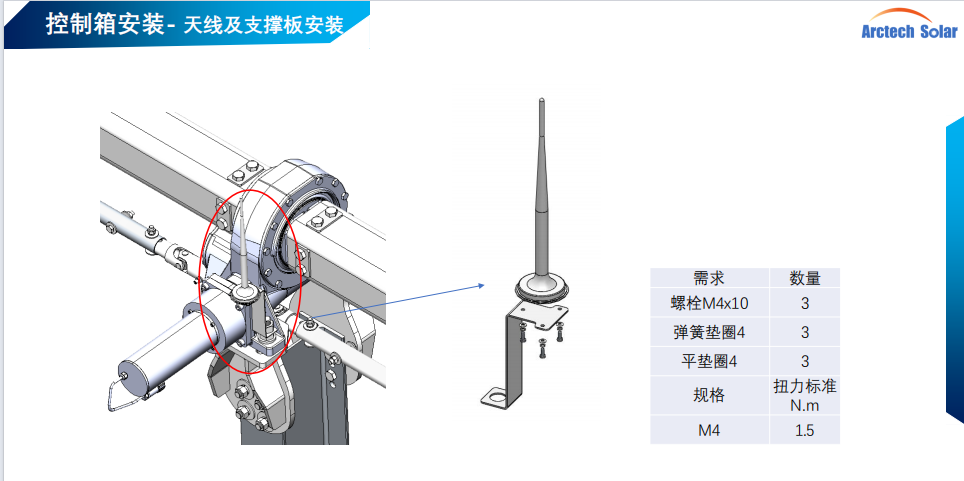 控制箱安装- 天线及支撑板安装
Arctech Solar
需求 数量
螺栓M4x10 3
弹簧垫圈4 3
平垫圈4 3
规格 扭力标准
N.m
M4 1.5